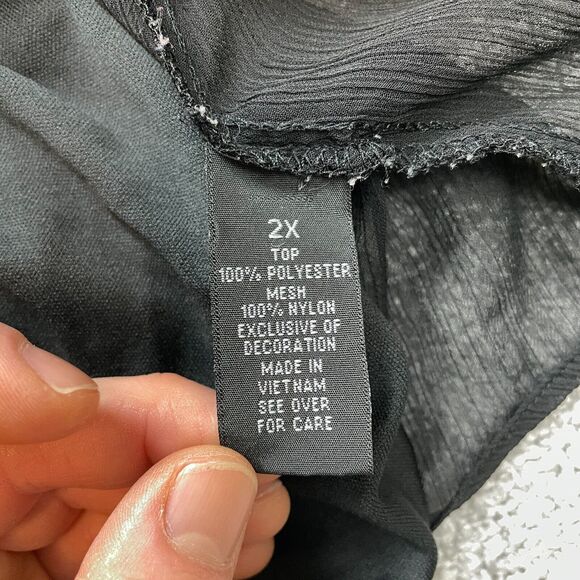 2X
TOP
100% POLYESTER
MESH
100% NYLON
EXCLUSIVE OF
DECORATION
MADE IN
VIETNAM
SEE OVER
FOR CARE